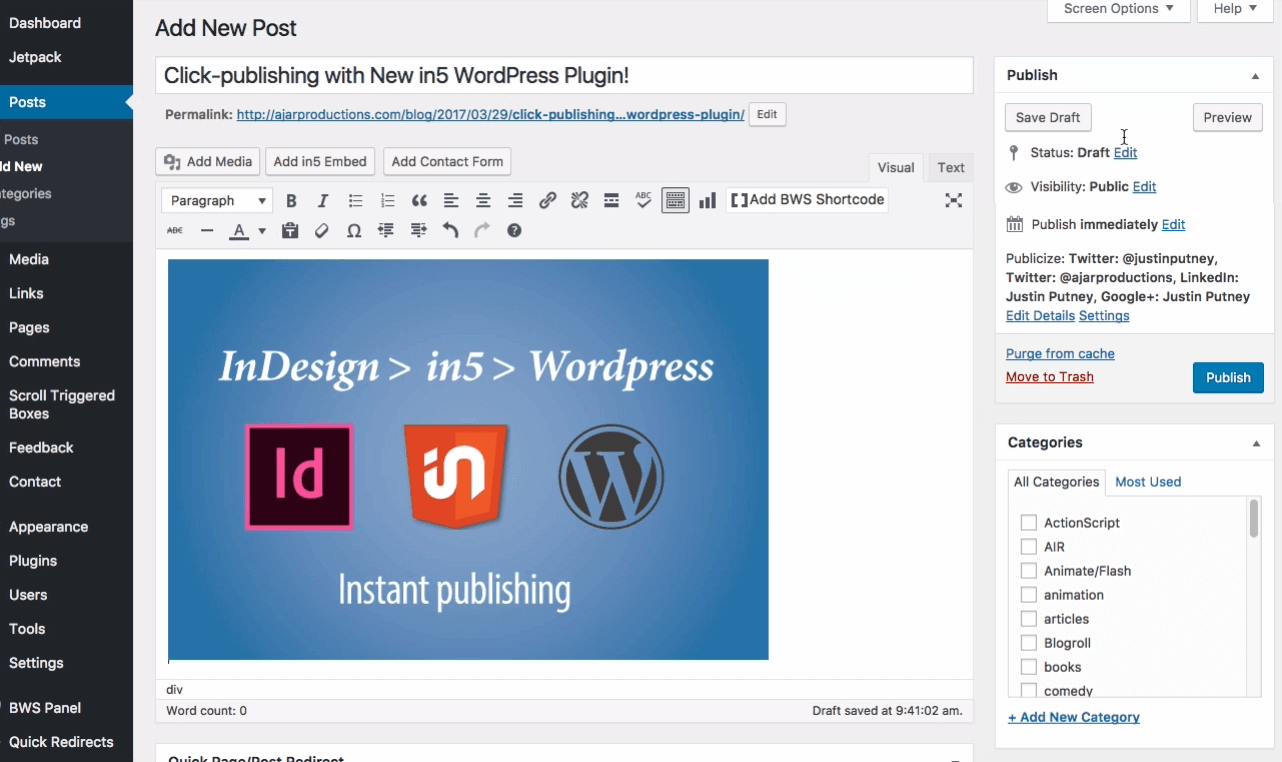 Dashboard
Jetpack
Posts
Posts
d New
ategories
gs
Media
Links
Pages
Comments
Scroll Triggered
Boxes
Feedback
Contact
Appearance
Plugins
Users
Tools
Settings
BWS Panel
Quick Redirects
Screen Options
Help
Add New Post
Click-publishing with New in5 WordPress Plugin!
Permalink: http://ajarproductions.com/blog/2017/03/29/click-publishing…wordpress-plugin/ Edit
Add Media Add in5 Embed Add Contact Form
Visual Text
Paragraph B I ABC Add BWS Shortcode
ABC A
InDesign > in5 > Wordpress
Id in W
Instant publishing
div
Word count: 0 Draft saved at 9:41:02 am.
Quick Page/Post Redirect
Publish
Save Draft Preview
Status: Draft Edit
Visibility: Public Edit
Publish immediately Edit
Publicize: Twitter: @justinputney,
Twitter: @ajarproductions, LinkedIn:
Justin Putney, Google+: Justin Putney
Edit Details Settings
Purge from cache
Move to Trash
Publish
Categories
All Categories Most Used
ActionScript
AIR
Animate/Flash
animation
articles
Blogroll
books
comedy
+ Add New Category